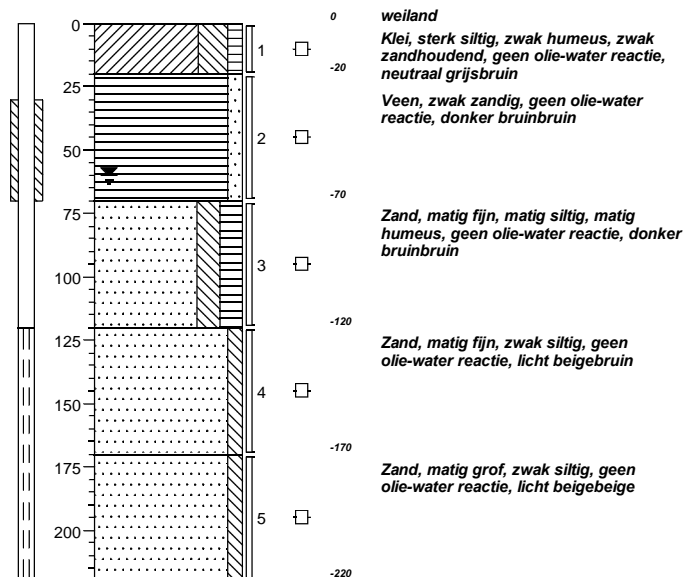 0
weiland
0
Klei, sterk siltig, zwak humeus, zwak
zandhoudend, geen olie-water reactie,
neutraal grijsbruin
1
-20
25
Veen, zwak zandig, geen olie-water
reactie, donker bruinbruin
2
50
-70
75
Zand, matig fijn, matig siltig, matig
humeus, geen olie-water reactie, donker
bruinbruin
3
100
-120
125
Zand, matig fijn, zwak siltig, geen
olie-water reactie, licht beigebruin
4
150
-170
175
Zand, matig grof, zwak siltig, geen
olie-water reactie, licht beigebeige
5
200
-220